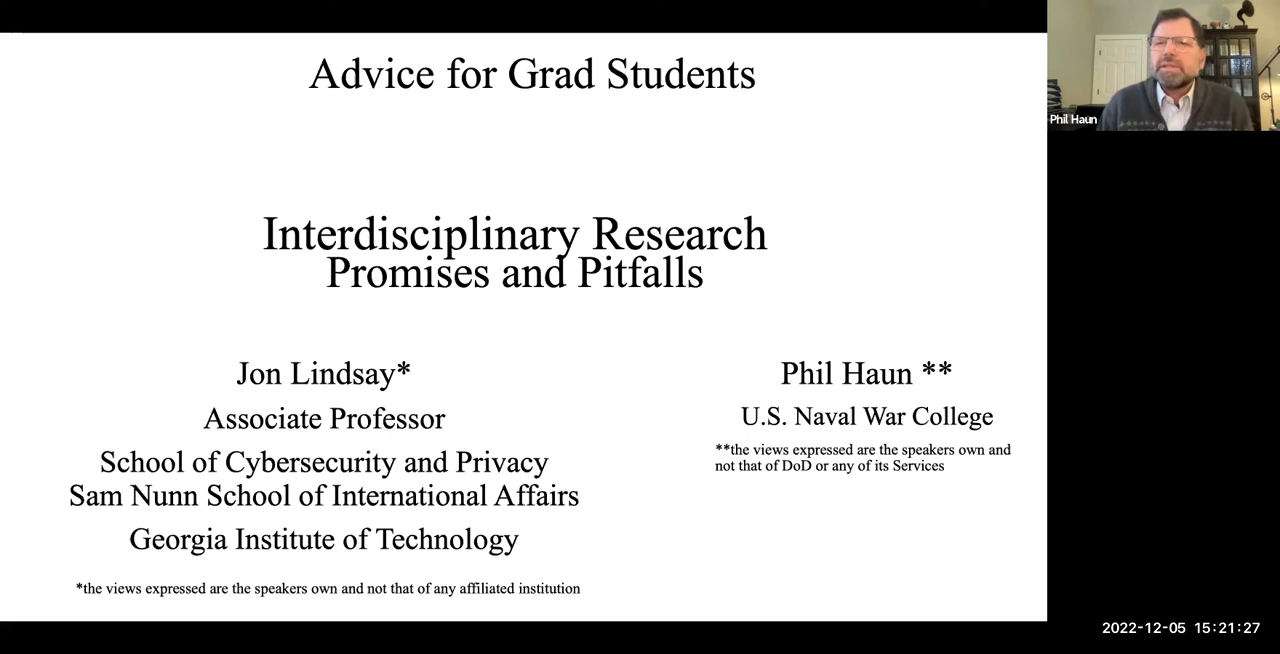 Advice for Grad Students
Interdisciplinary Research
Promises and Pitfalls
Jon Lindsay*
Associate Professor
School of Cybersecurity and Privacy
Sam Nunn School of International Affairs
Georgia Institute of Technology
*the views expressed are the speakers own and not that of any affiliated institution
Phil Haun **
U.S. Naval War College
**the views expressed are the speakers own and
not that of DoD or any of its Services
Phil Haun
2022-12-05 15:21:27